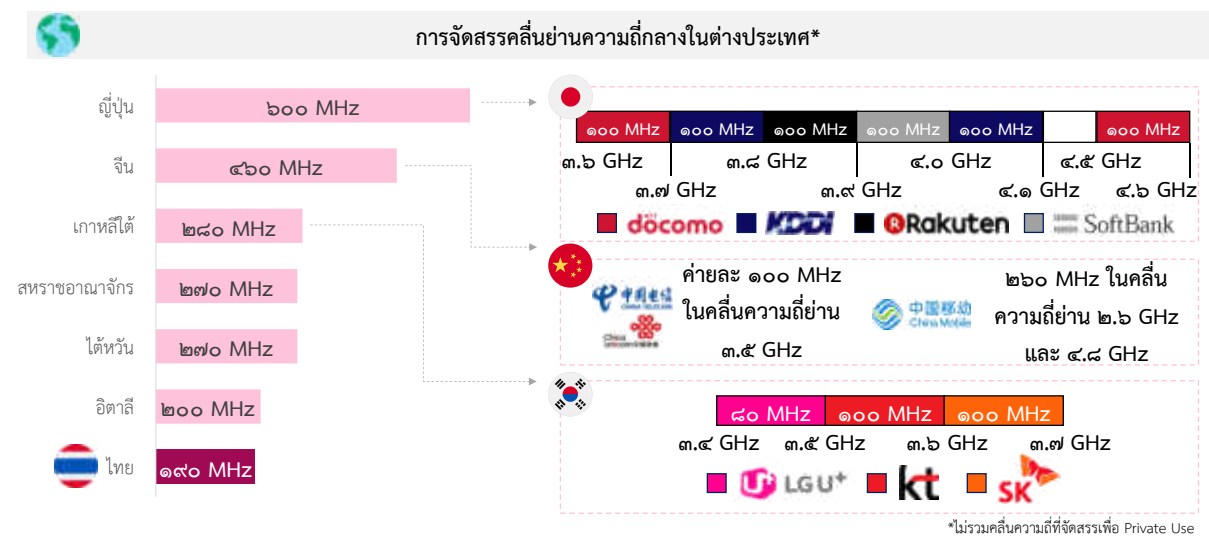 การจัดสรรคลื่นย่านความถี่กลางในต่างประเทศ*
ญี่ปุ่น
๖๐๐ MHz
จีน
๔๖๐ MHz
เกาหลีใต้
๒๘๐ MHz
สหราชอาณาจักร
๒๗๐ MHz
ไต้หวัน
๒๗๐ MHz
อิตาลี
๒๐๐ MHz
ไทย
๑๙๐ MHz
๑๐๐ MHz ๑๐๐ MHz ๑๐๐ MHz ๑๐๐ MHz ๑๐๐ MHz ๑๐๐ MHz
๓.๖ GHz ๓.๘ GHz ๔.๐ GHz ๔.๕ GHz
๓.๗ GHz ๓.๙ GHz ๔.๑ GHz ๔.๖ GHz
döcomo KDDI Rakuten SoftBank
中国电信
China
ค่ายละ ๑๐๐ MHz
ในคลื่นความถี่ย่าน
๓.๕ GHz
中国移动
China Mobile
๒๖๐ MHz ในคลื่น
ความถี่ย่าน ๒.๖ GHz
และ ๔.๘ GHz
๘๐ MHz ๑๐๐ MHz ๑๐๐ MHz
๓.๔ GHz ๓.๕ GHz ๓.๖ GHz ๓.๗ GHz
LG U+ kt SK
*ไม่รวมคลื่นความถี่ที่จัดสรรเพื่อ Private Use